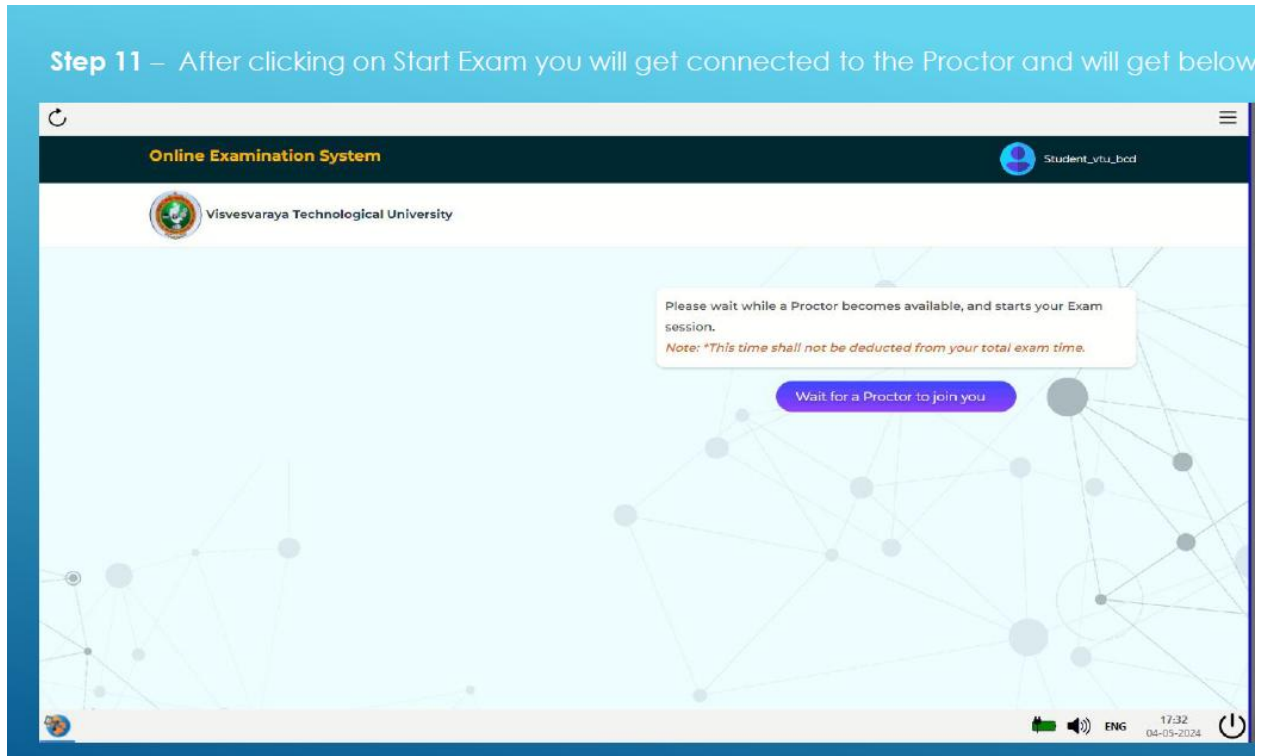 Step 11 – After clicking on Start Exam you will get connected to the Proctor and will get below
Online Examination System
Student_vtu_bcd
Visvesvaraya Technological University
Please wait while a Proctor becomes available, and starts your Exam
session.
Note: *This time shall not be deducted from your total exam time.
Wait for a Proctor to join you
ENG
17:32
04-05-2024